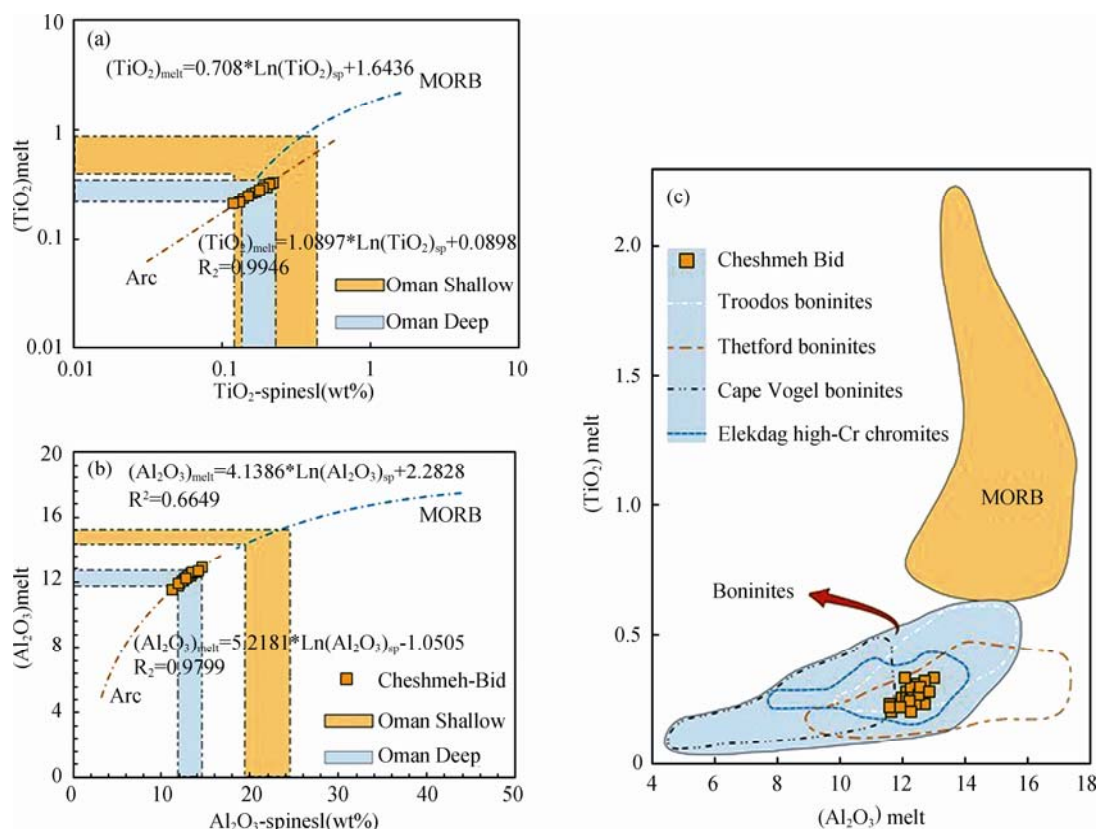 (a)
(TiO₂)melt=0.708*Ln(TiO₂)sp+1.6436
MORB
(TiO₂)melt=1.0897*Ln(TiO₂)sp+0.0898
R₂=0.9946
Arc
Oman Shallow
Oman Deep
10
1
0.1
0.01
(TiO₂)melt
0.01
0.1
1
10
TiO₂-spinesl(wt%)
(b)
(Al₂O₃)melt=4.1386*Ln(Al₂O₃)sp+2.2828
R²=0.6649
MORB
(Al₂O₃)melt=5.2181*Ln(Al₂O₃)sp-1.0505
R₂=0.9799
Arc
Cheshmeh-Bid
Oman Shallow
Oman Deep
20
16
12
8
4
0
(Al₂O₃)melt
0
10
20
30
40
50
Al₂O₃-spinesl(wt%)
(c)
Cheshmeh Bid
Troodos boninites
Thetford boninites
Cape Vogel boninites
Elekdag high-Cr chromites
MORB
Boninites
2.0
1.5
1.0
0.5
0
(TiO₂) melt
4
6
8
10
12
14
16
18
(Al₂O₃) melt